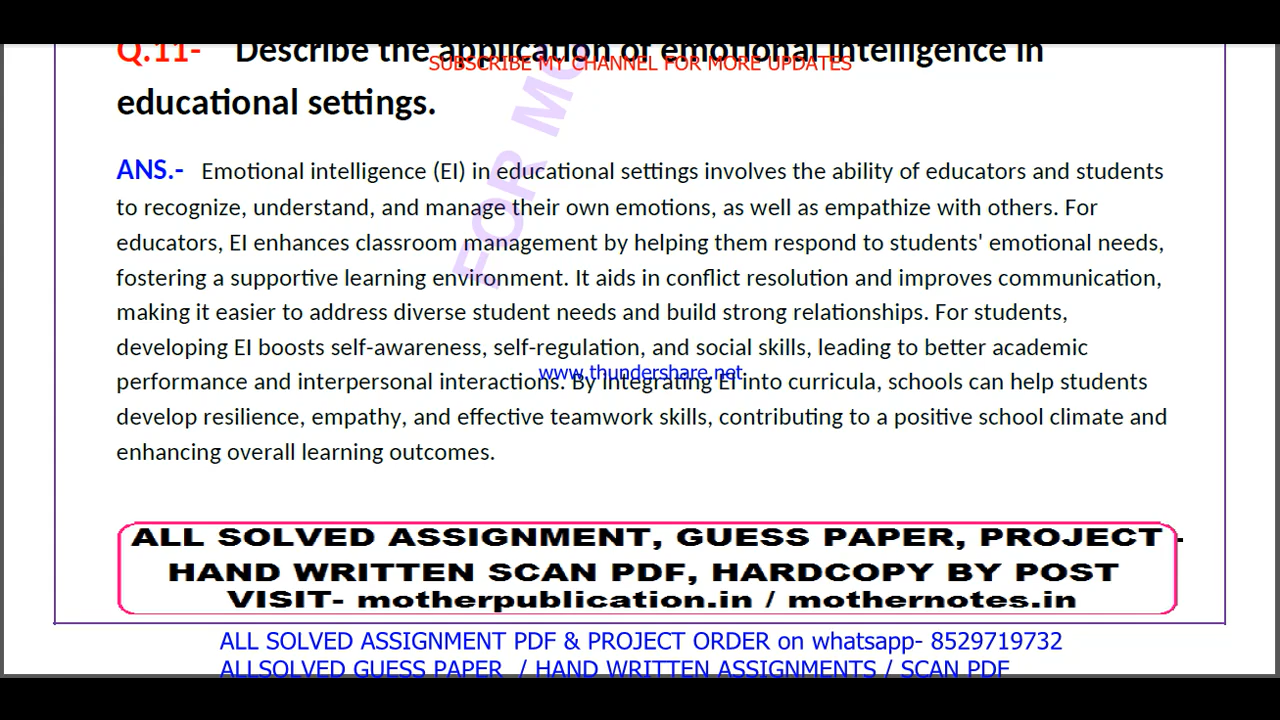 Q.11- Describe the application of emotional intelligence in
SUBSCRIBE MY CHANNEL FOR MORE UPDATES
educational settings.
FOR MO
ANS.- Emotional intelligence (EI) in educational settings involves the ability of educators and students
to recognize, understand, and manage their own emotions, as well as empathize with others. For
educators, EI enhances classroom management by helping them respond to students' emotional needs,
fostering a supportive learning environment. It aids in conflict resolution and improves communication,
making it easier to address diverse student needs and build strong relationships. For students,
developing EI boosts self-awareness, self-regulation, and social skills, leading to better academic
www.thundershare.net
performance and interpersonal interactions. By integrating EI into curricula, schools can help students
develop resilience, empathy, and effective teamwork skills, contributing to a positive school climate and
enhancing overall learning outcomes.
ALL SOLVED ASSIGNMENT, GUESS PAPER, PROJECT -
HAND WRITTEN SCAN PDF, HARDCOPY BY POST
VISIT- motherpublication.in / mothernotes.in
ALL SOLVED ASSIGNMENT PDF & PROJECT ORDER on whatsapp- 8529719732
ALLSOLVED GUESS PAPER / HAND WRITTEN ASSIGNMENTS / SCAN PDF